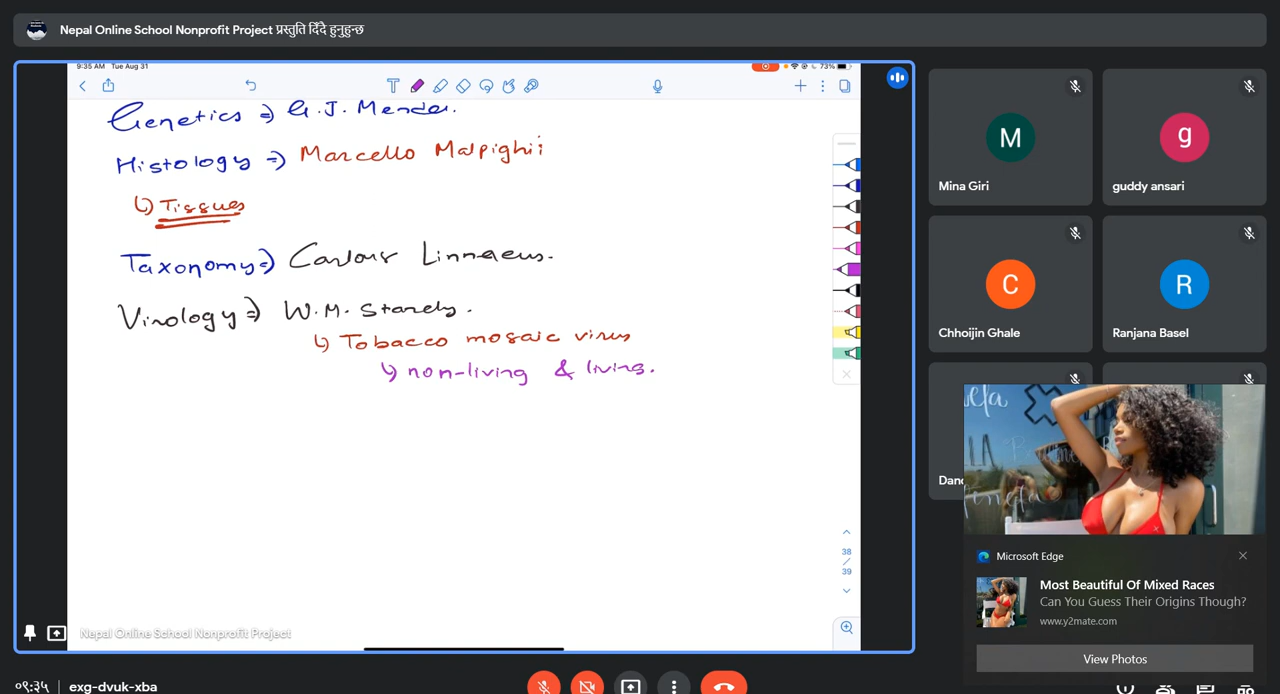 Nepal Online School Nonprofit Project प्रस्तुति दिँदै हुनुहुन्छ
9:35 AM Tue Aug 31
73%
Genetics ⇒ G. J. Mendel.
Histology ⇒ Marcello Malpighii
↳ Tissues
Taxonomy ⇒ Carlous Linnaeus.
Virology ⇒ W. M. Stanely.
↳ Tobacco mosaic virus
↳ non-living & living.
38
39
Nepal Online School Nonprofit Project
M
Mina Giri
g
guddy ansari
C
Chhoijin Ghale
R
Ranjana Basel
Microsoft Edge
Most Beautiful Of Mixed Races
Can You Guess Their Origins Though?
www.y2mate.com
View Photos
०९:३५ | exg-dvuk-xba